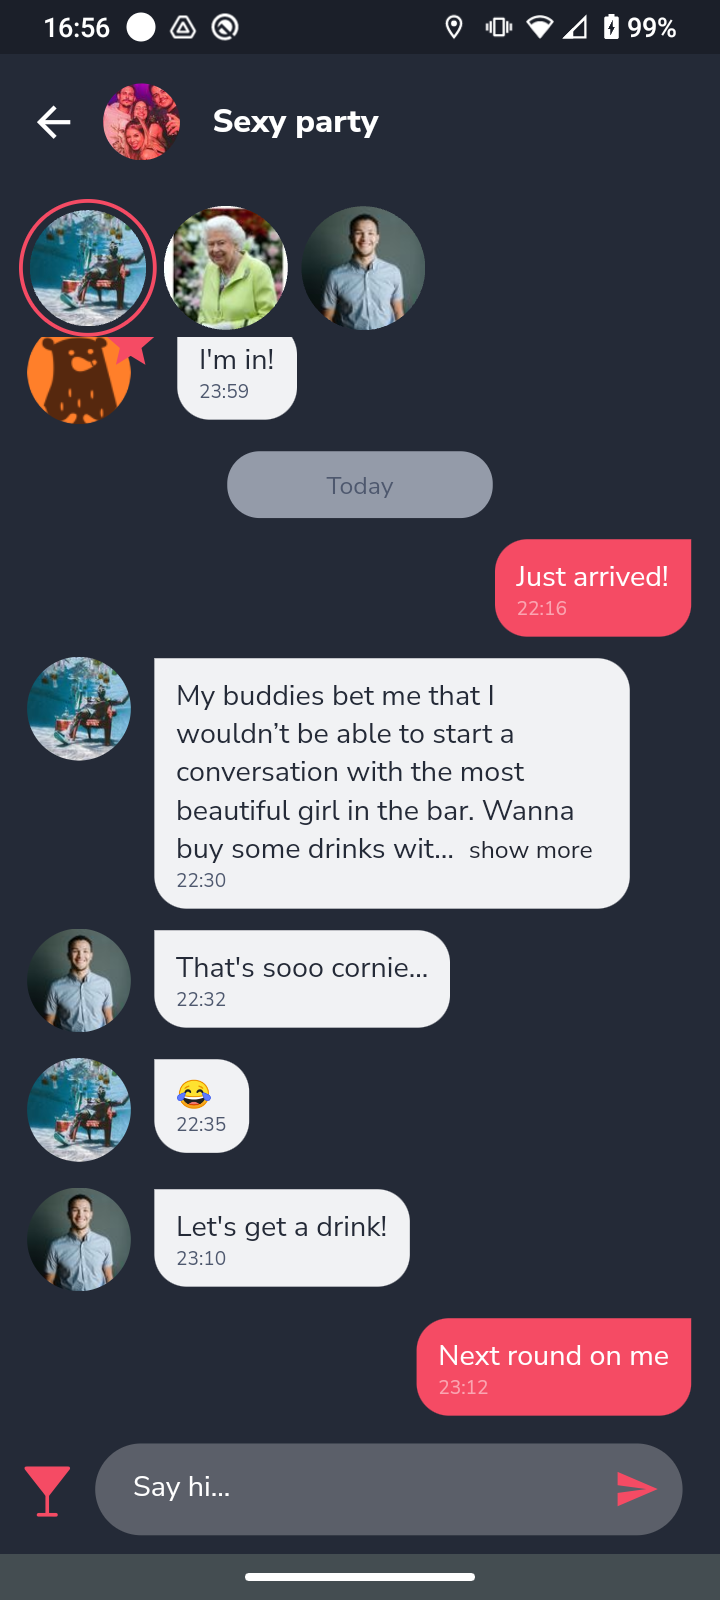 16:56
99%
Sexy party
I'm in!
23:59
Today
Just arrived!
22:16
My buddies bet me that I
wouldn’t be able to start a
conversation with the most
beautiful girl in the bar. Wanna
buy some drinks wit... show more
22:30
That's sooo cornie...
22:32
😂
22:35
Let's get a drink!
23:10
Next round on me
23:12
Say hi...